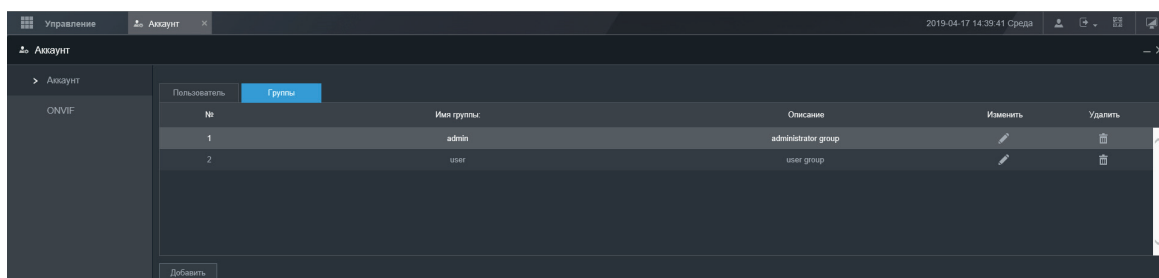 Управление Аккаунт × 2019-04-17 14:39:41 Среда
Аккаунт
> Аккаунт
ONVIF
Пользователь Группы
№ Имя группы: Описание Изменить Удалить
1 admin administrator group
2 user user group
Добавить